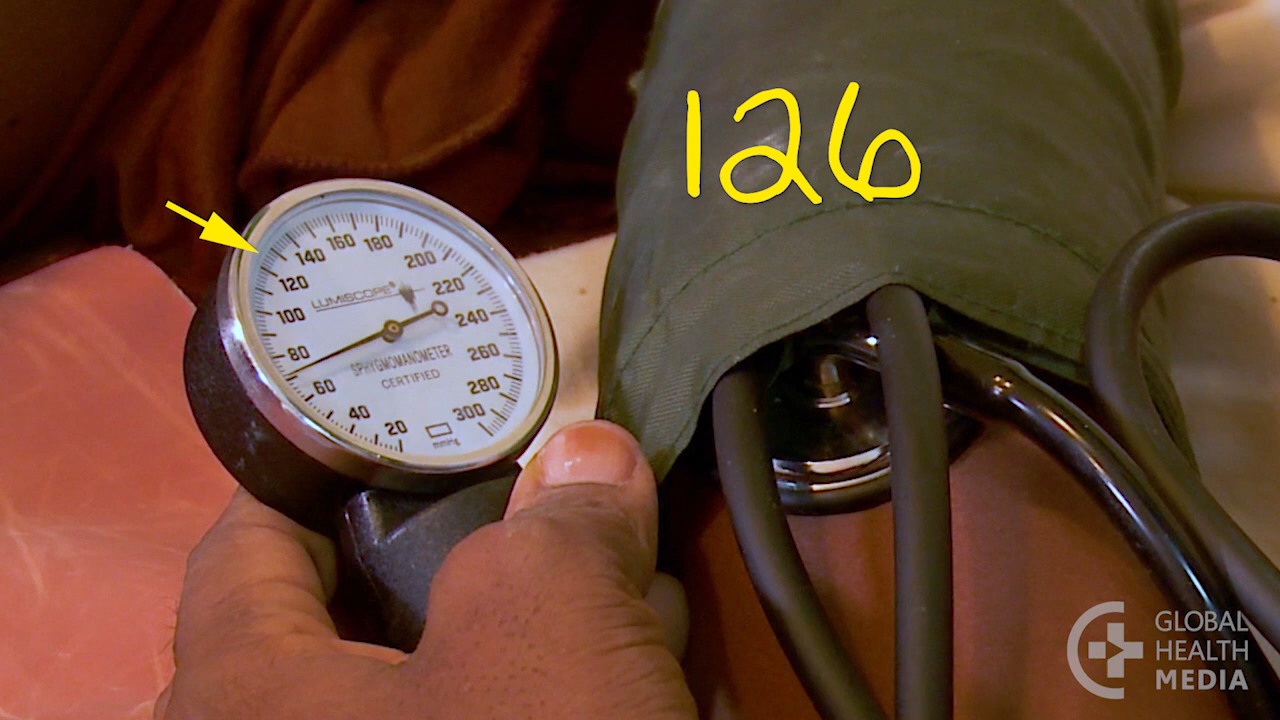 126
20
40
60
80
100
120
140
160
180
200
220
240
260
280
300
LUMISCOPE®
SPHYGMOMANOMETER
CERTIFIED
mmHg
GLOBAL
HEALTH
MEDIA